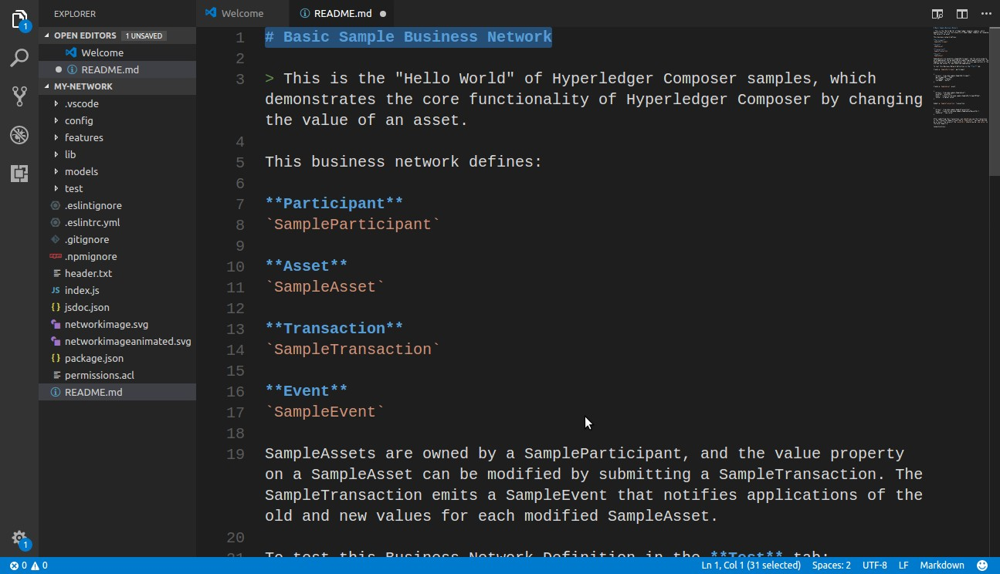 EXPLORER
OPEN EDITORS 1 UNSAVED
Welcome
README.md
MY-NETWORK
.vscode
config
features
lib
models
test
.eslintignore
.eslintrc.yml
.gitignore
.npmignore
header.txt
JS index.js
{ } jsdoc.json
networkimage.svg
networkimageanimated.svg
{ } package.json
permissions.acl
README.md
1
1
Welcome
README.md
1 # Basic Sample Business Network
2
3 > This is the "Hello World" of Hyperledger Composer samples, which
demonstrates the core functionality of Hyperledger Composer by changing
the value of an asset.
4
5 This business network defines:
6
7 **Participant**
8 `SampleParticipant`
9
10 **Asset**
11 `SampleAsset`
12
13 **Transaction**
14 `SampleTransaction`
15
16 **Event**
17 `SampleEvent`
18
19 SampleAssets are owned by a SampleParticipant, and the value property
on a SampleAsset can be modified by submitting a SampleTransaction. The
SampleTransaction emits a SampleEvent that notifies applications of the
old and new values for each modified SampleAsset.
20
21 To test this Business Network Definition in the **Test** tab:
0 0
Ln 1, Col 1 (31 selected) Spaces: 2 UTF-8 LF Markdown